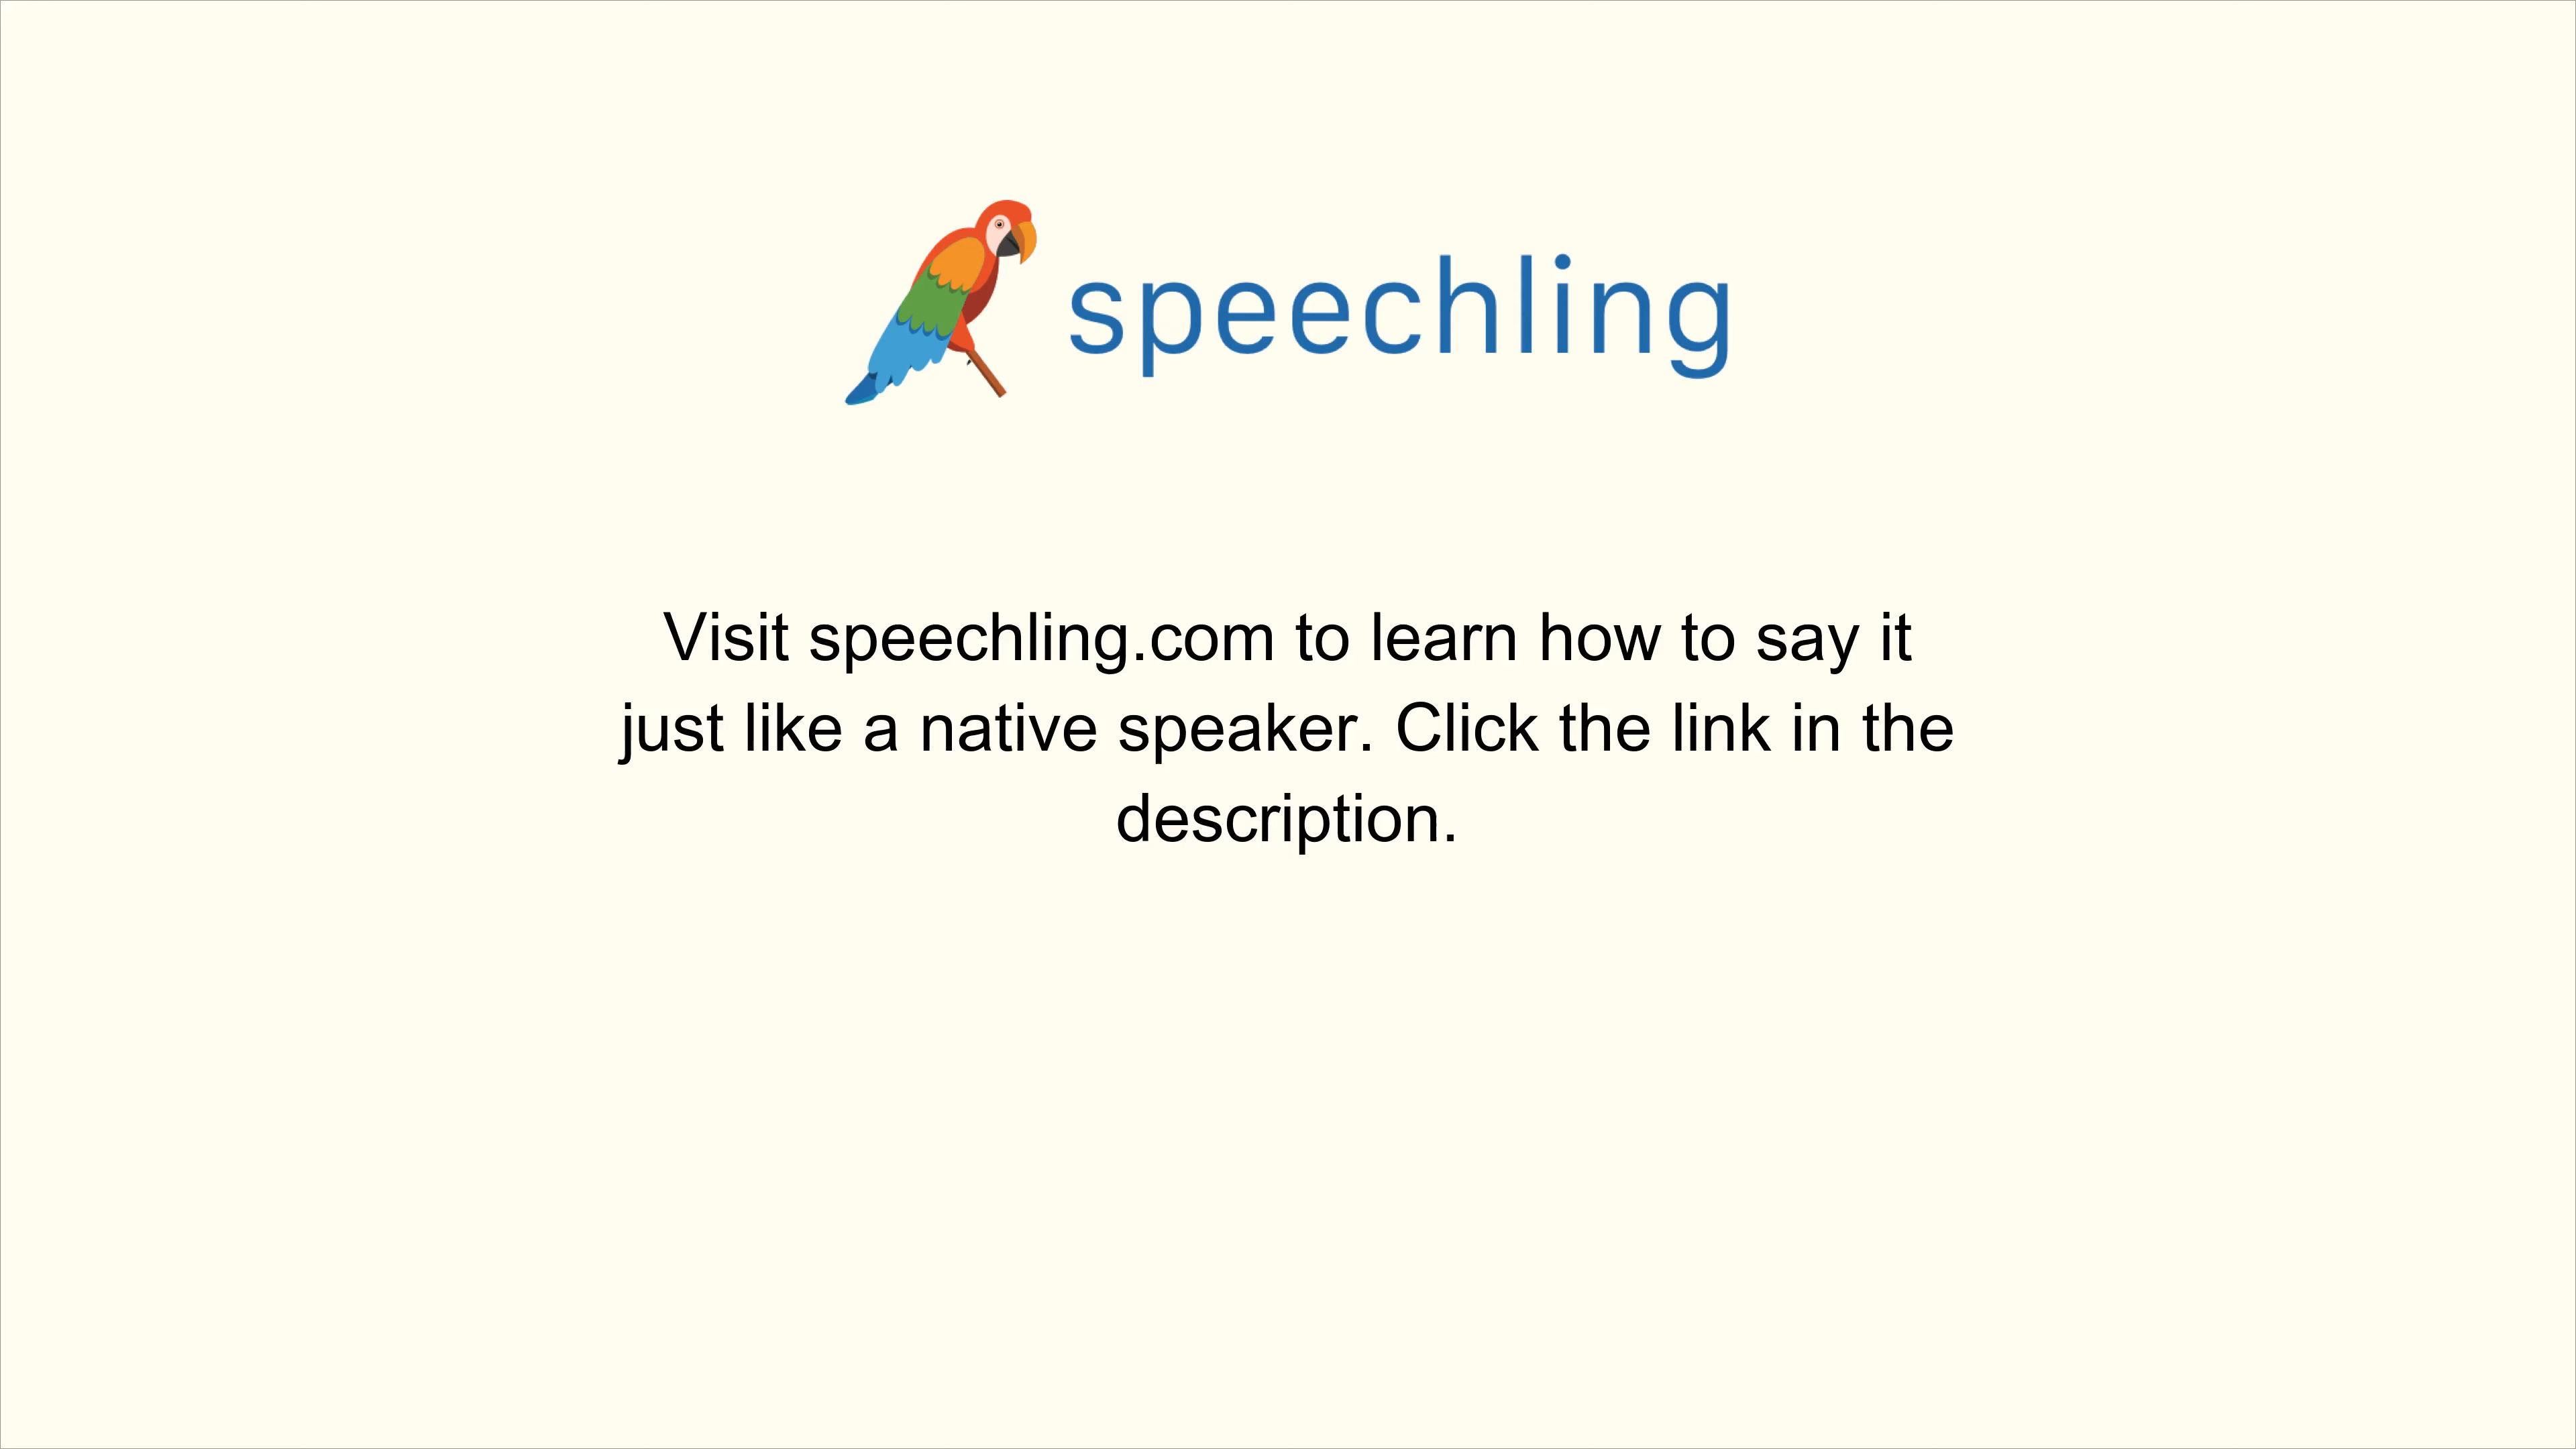 speechling
Visit speechling.com to learn how to say it
just like a native speaker. Click the link in the
description.